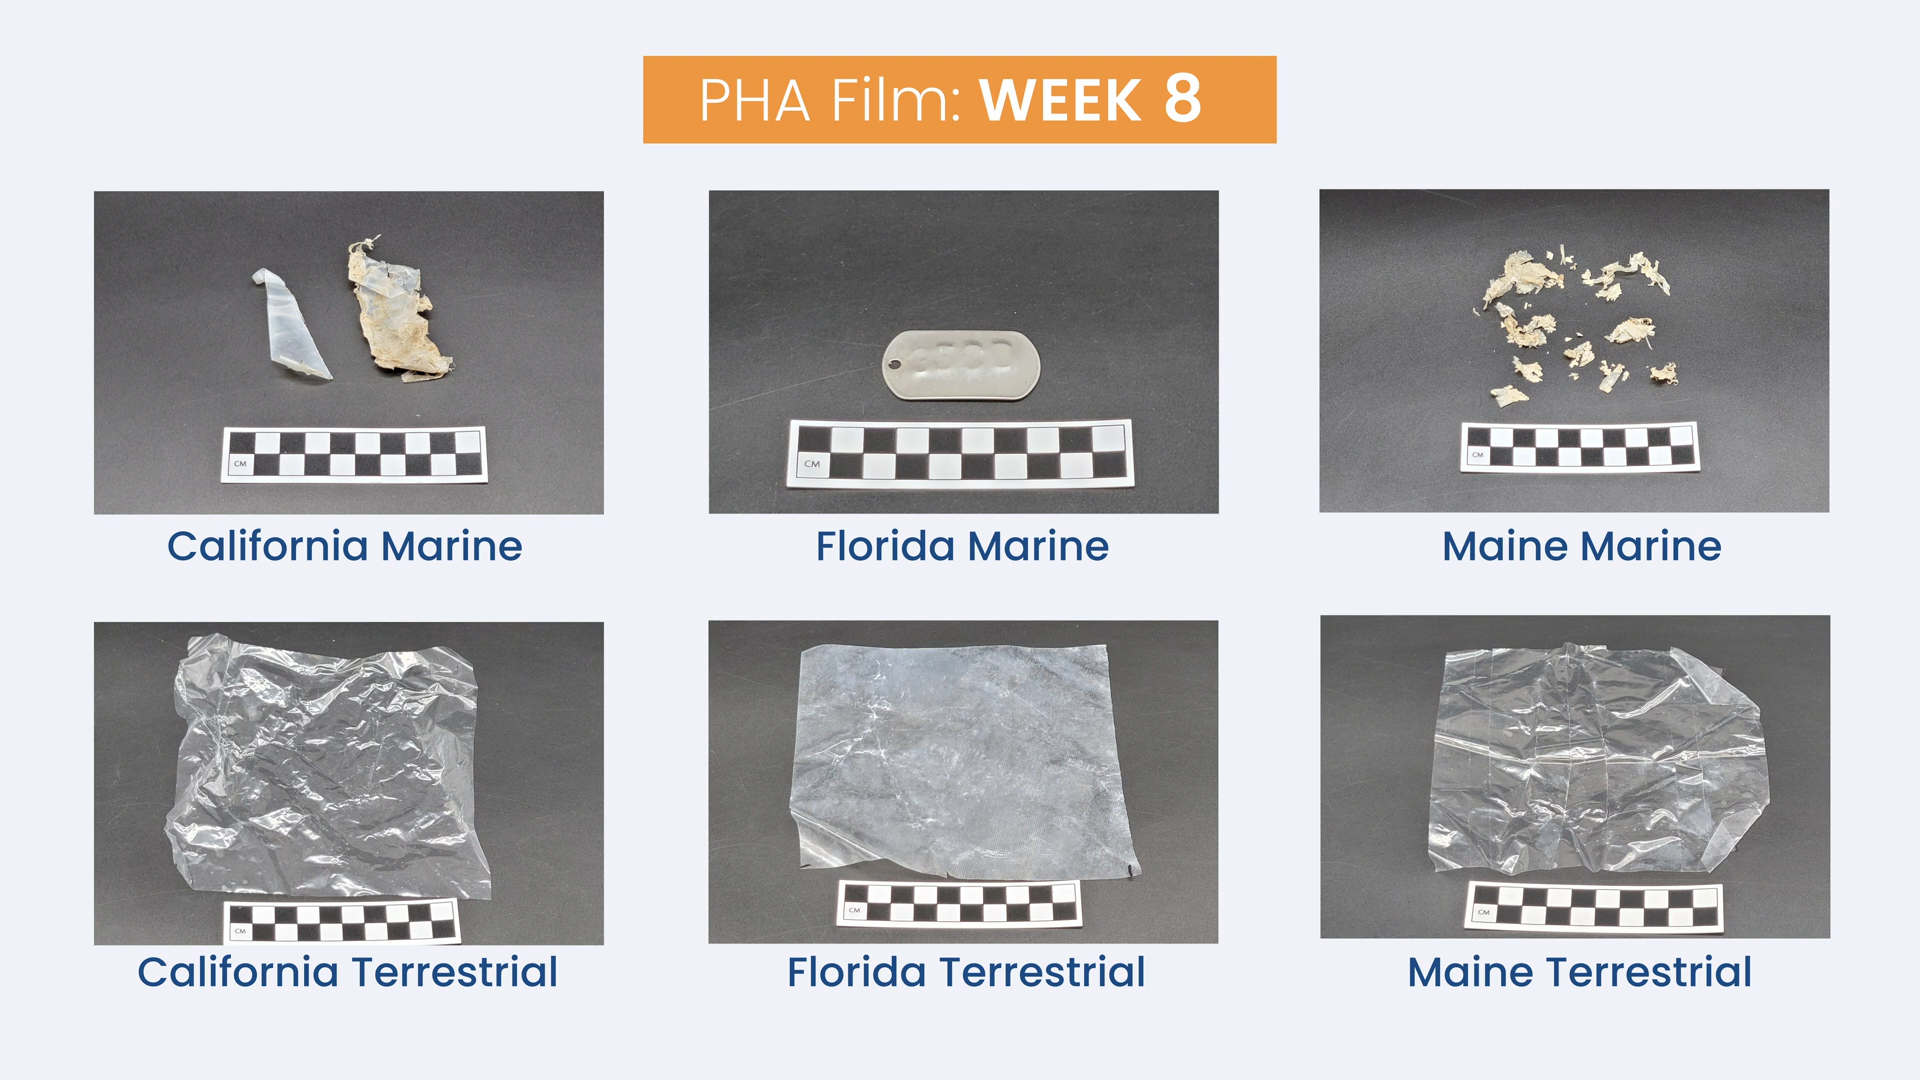 PHA Film: WEEK 8
CM
CM
CM
California Marine
Florida Marine
Maine Marine
CM
CM
CM
California Terrestrial
Florida Terrestrial
Maine Terrestrial